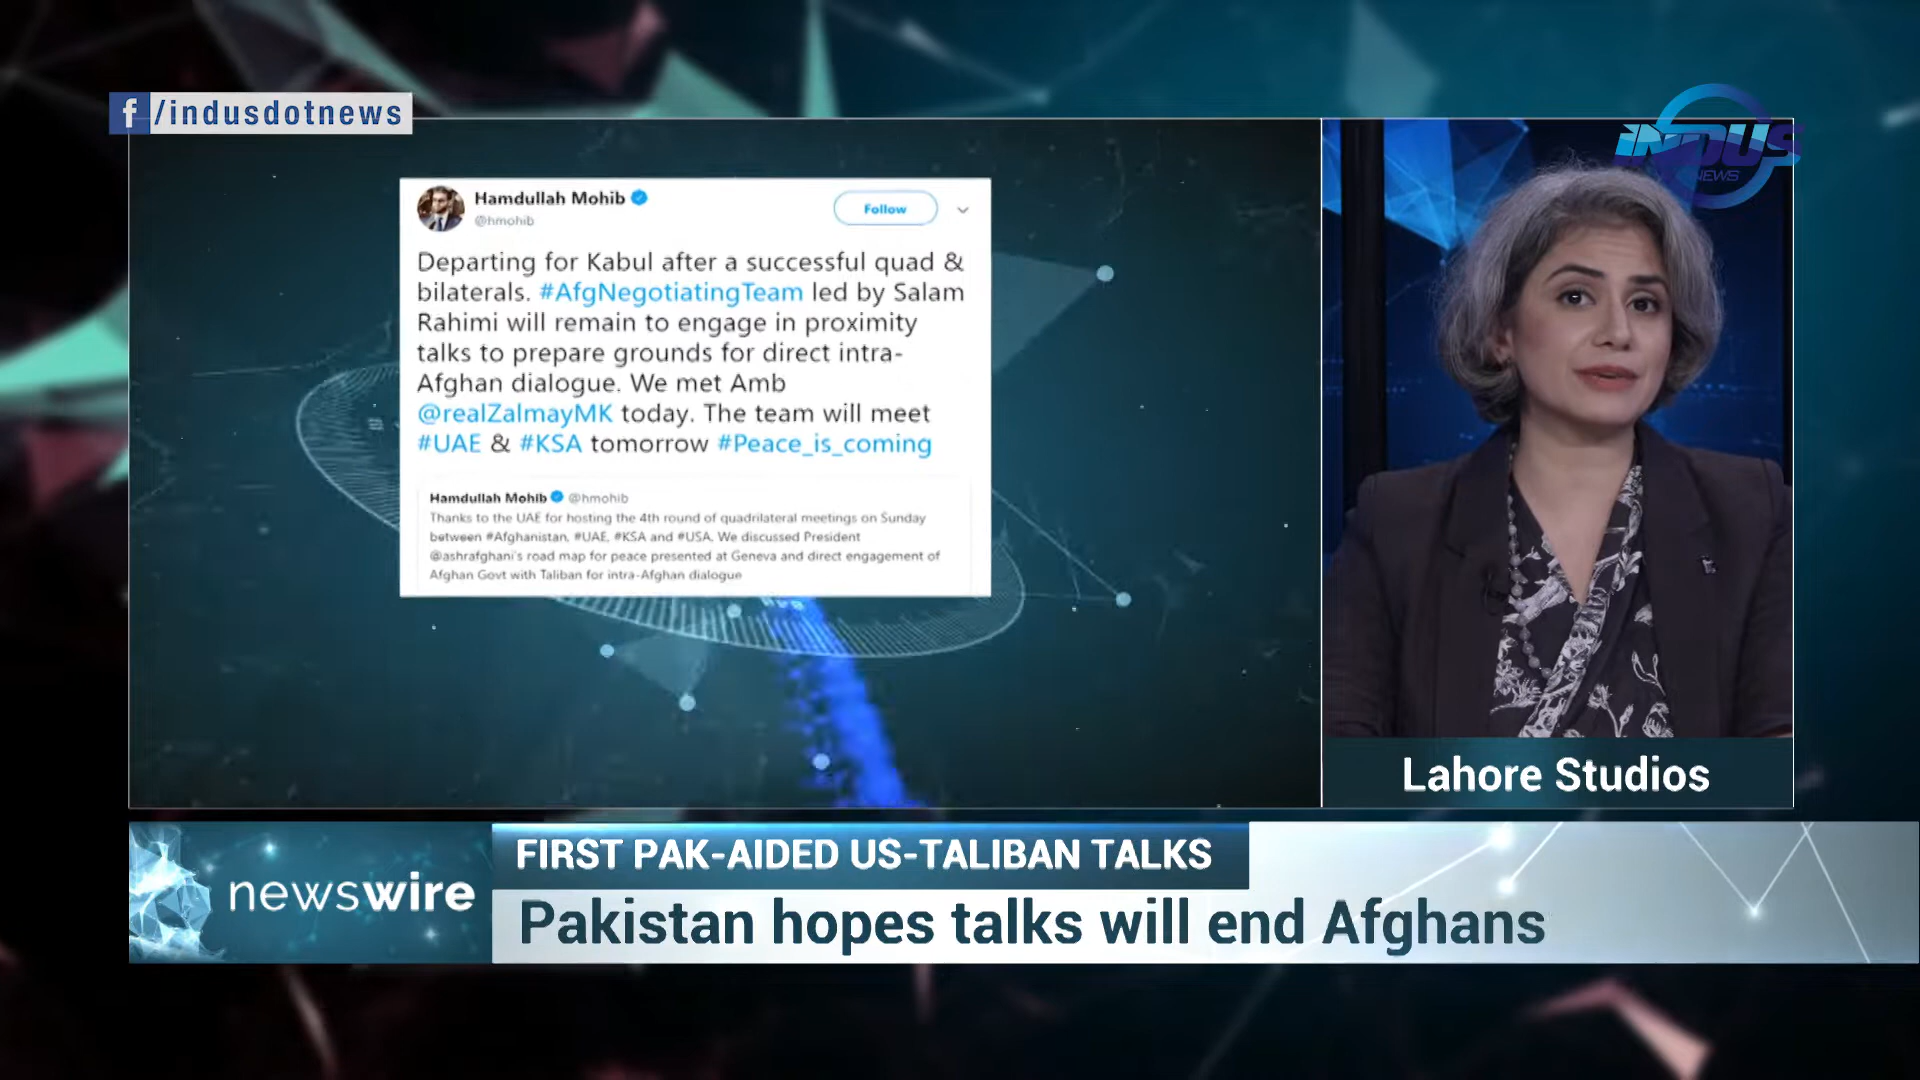 f/indusdotnews
INDUS
NEWS
Hamdullah Mohib
@hmohib
Follow
Departing for Kabul after a successful quad &
bilaterals. #AfgNegotiatingTeam led by Salam
Rahimi will remain to engage in proximity
talks to prepare grounds for direct intra-
Afghan dialogue. We met Amb
@realZalmayMK today. The team will meet
#UAE & #KSA tomorrow #Peace_is_coming
Hamdullah Mohib @hmohib
Thanks to the UAE for hosting the 4th round of quadrilateral meetings on Sunday
between #Afghanistan, #UAE, #KSA and #USA. We discussed President
@ashrafghani's road map for peace presented at Geneva and direct engagement of
Afghan Govt with Taliban for intra-Afghan dialogue
Lahore Studios
newswire
FIRST PAK-AIDED US-TALIBAN TALKS
Pakistan hopes talks will end Afghans